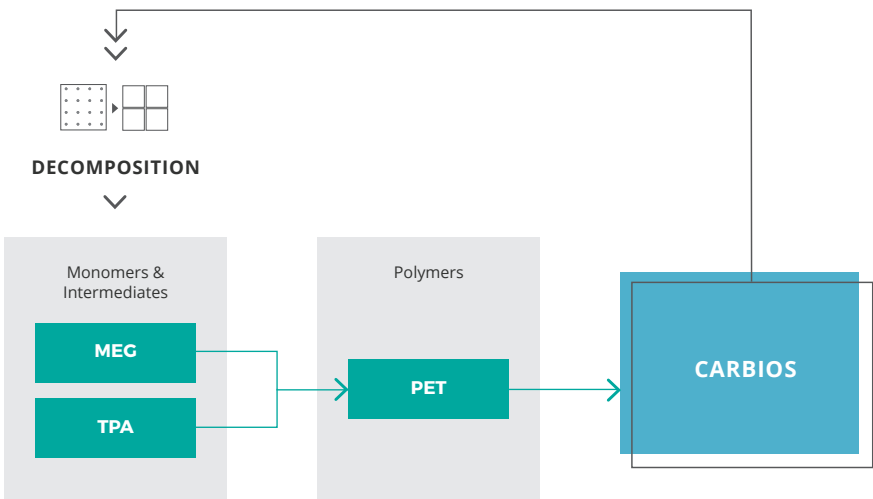 DECOMPOSITION
Monomers &
Intermediates
MEG
TPA
Polymers
PET
CARBIOS